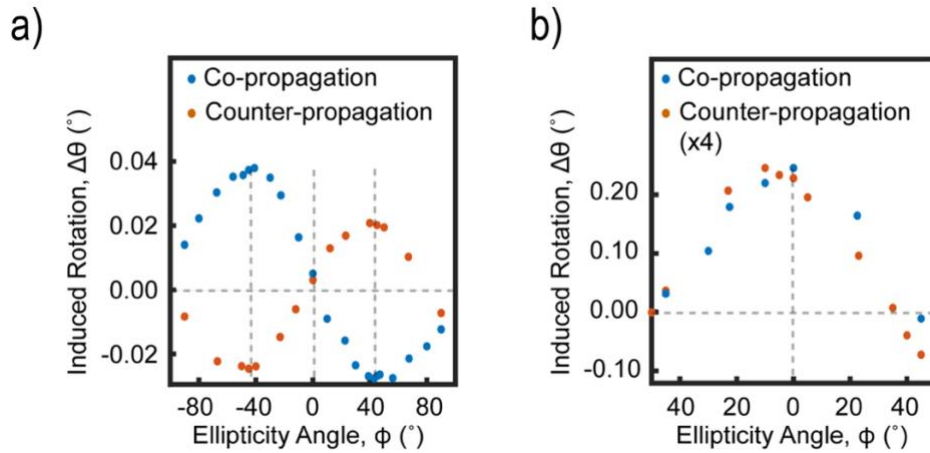 a)
Co-propagation
Counter-propagation
Induced Rotation, Δθ (˚)
0.04
0.02
0.00
-0.02
-80 -40 0 40 80
Ellipticity Angle, ϕ (˚)
b)
Co-propagation
Counter-propagation
(x4)
Induced Rotation, Δθ (˚)
0.20
0.10
0.00
-0.10
40 20 0 20 40
Ellipticity Angle, ϕ (˚)